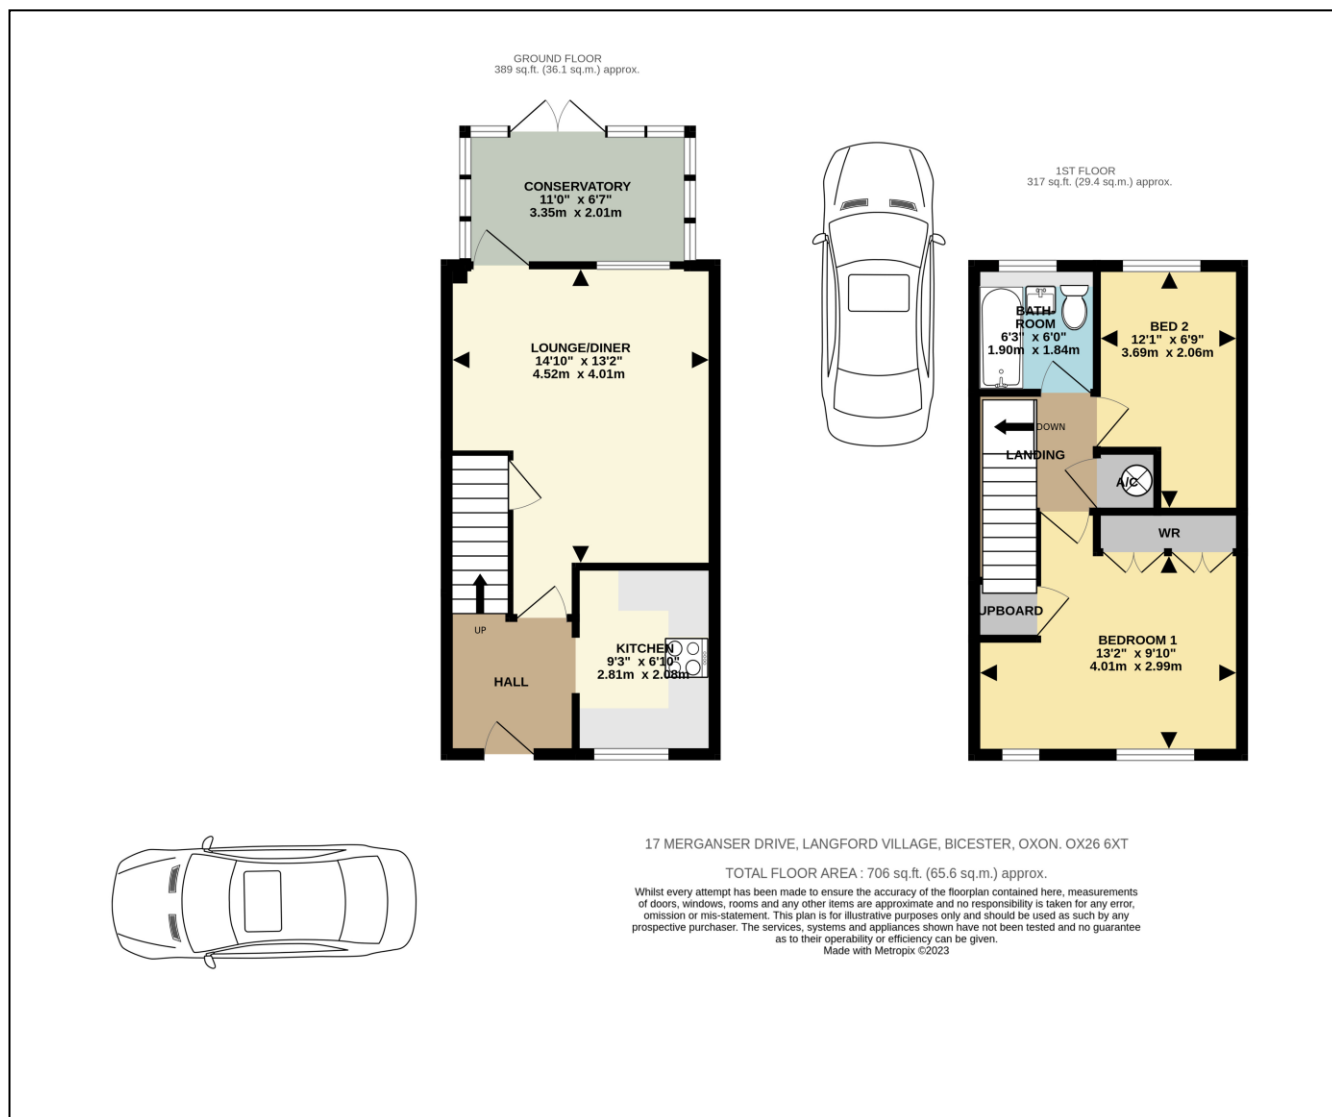 GROUND FLOOR
389 sq.ft. (36.1 sq.m.) approx.
CONSERVATORY
11'0" x 6'7"
3.35m x 2.01m
LOUNGE/DINER
14'10" x 13'2"
4.52m x 4.01m
UP
HALL
KITCHEN
9'3" x 6'10"
2.81m x 2.08m
1ST FLOOR
317 sq.ft. (29.4 sq.m.) approx.
BATH-
ROOM
6'3" x 6'0"
1.90m x 1.84m
BED 2
12'1" x 6'9"
3.69m x 2.06m
DOWN
LANDING
A/C
WR
UPBOARD
BEDROOM 1
13'2" x 9'10"
4.01m x 2.99m
17 MERGANSER DRIVE, LANGFORD VILLAGE, BICESTER, OXON. OX26 6XT
TOTAL FLOOR AREA : 706 sq.ft. (65.6 sq.m.) approx.
Whilst every attempt has been made to ensure the accuracy of the floorplan contained here, measurements
of doors, windows, rooms and any other items are approximate and no responsibility is taken for any error,
omission or mis-statement. This plan is for illustrative purposes only and should be used as such by any
prospective purchaser. The services, systems and appliances shown have not been tested and no guarantee
as to their operability or efficiency can be given.
Made with Metropix ©2023